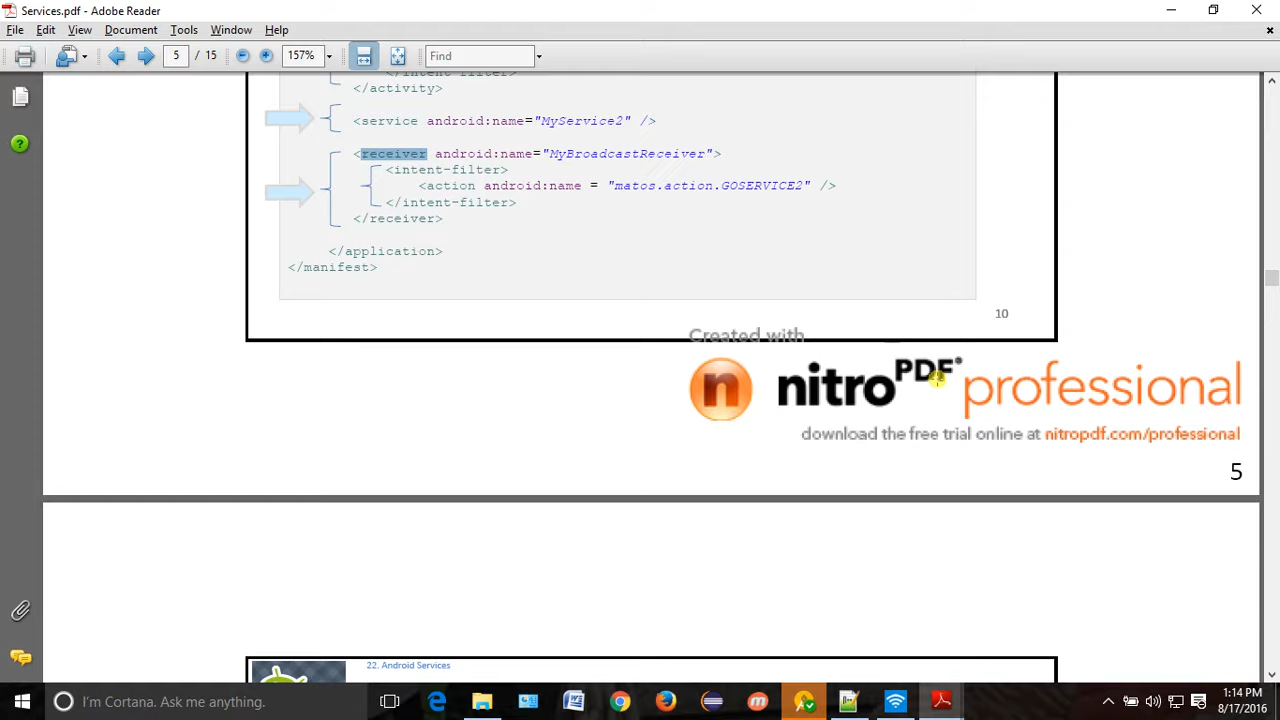 Services.pdf - Adobe Reader
File Edit View Document Tools Window Help
5 / 15 157% Find
</intent-filter>
</activity>
<service android:name="MyService2" />
<receiver android:name="MyBroadcastReceiver">
<intent-filter>
<action android:name = "matos.action.GOSERVICE2" />
</intent-filter>
</receiver>
</application>
</manifest>
10
Created with
nitroPDF® professional
download the free trial online at nitropdf.com/professional
5
22. Android Services
I'm Cortana. Ask me anything.
1:14 PM
8/17/2016